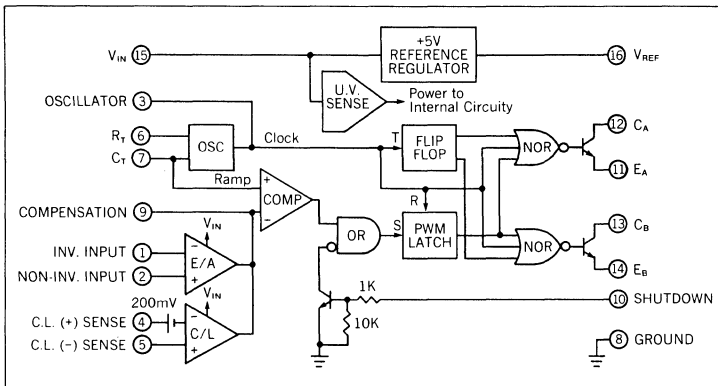 V_IN 15
+5V
REFERENCE
REGULATOR
16 V_REF
U.V.
SENSE
Power to
Internal Circuity
OSCILLATOR 3
R_T 6
C_T 7
OSC
Clock
Ramp
T
FLIP
FLOP
NOR
12 C_A
11 E_A
+
−
COMP
COMPENSATION 9
V_IN
INV. INPUT 1
NON-INV. INPUT 2
−
E/A
+
OR
S
R
PWM
LATCH
NOR
13 C_B
14 E_B
200mV
V_IN
C.L. (+) SENSE 4
C.L. (−) SENSE 5
−
C/L
+
1K
10K
10 SHUTDOWN
8 GROUND